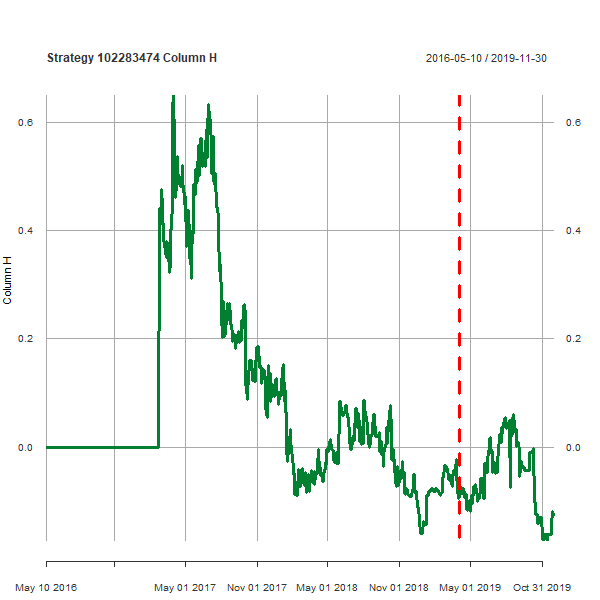 Strategy 102283474 Column H
2016-05-10 / 2019-11-30
0.6
0.6
0.4
0.4
Column H
0.2
0.2
0.0
0.0
May 10 2016
May 01 2017
Nov 01 2017
May 01 2018
Nov 01 2018
May 01 2019
Oct 31 2019